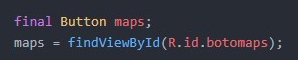 final Button maps;
maps = findViewById(R.id.botomaps);